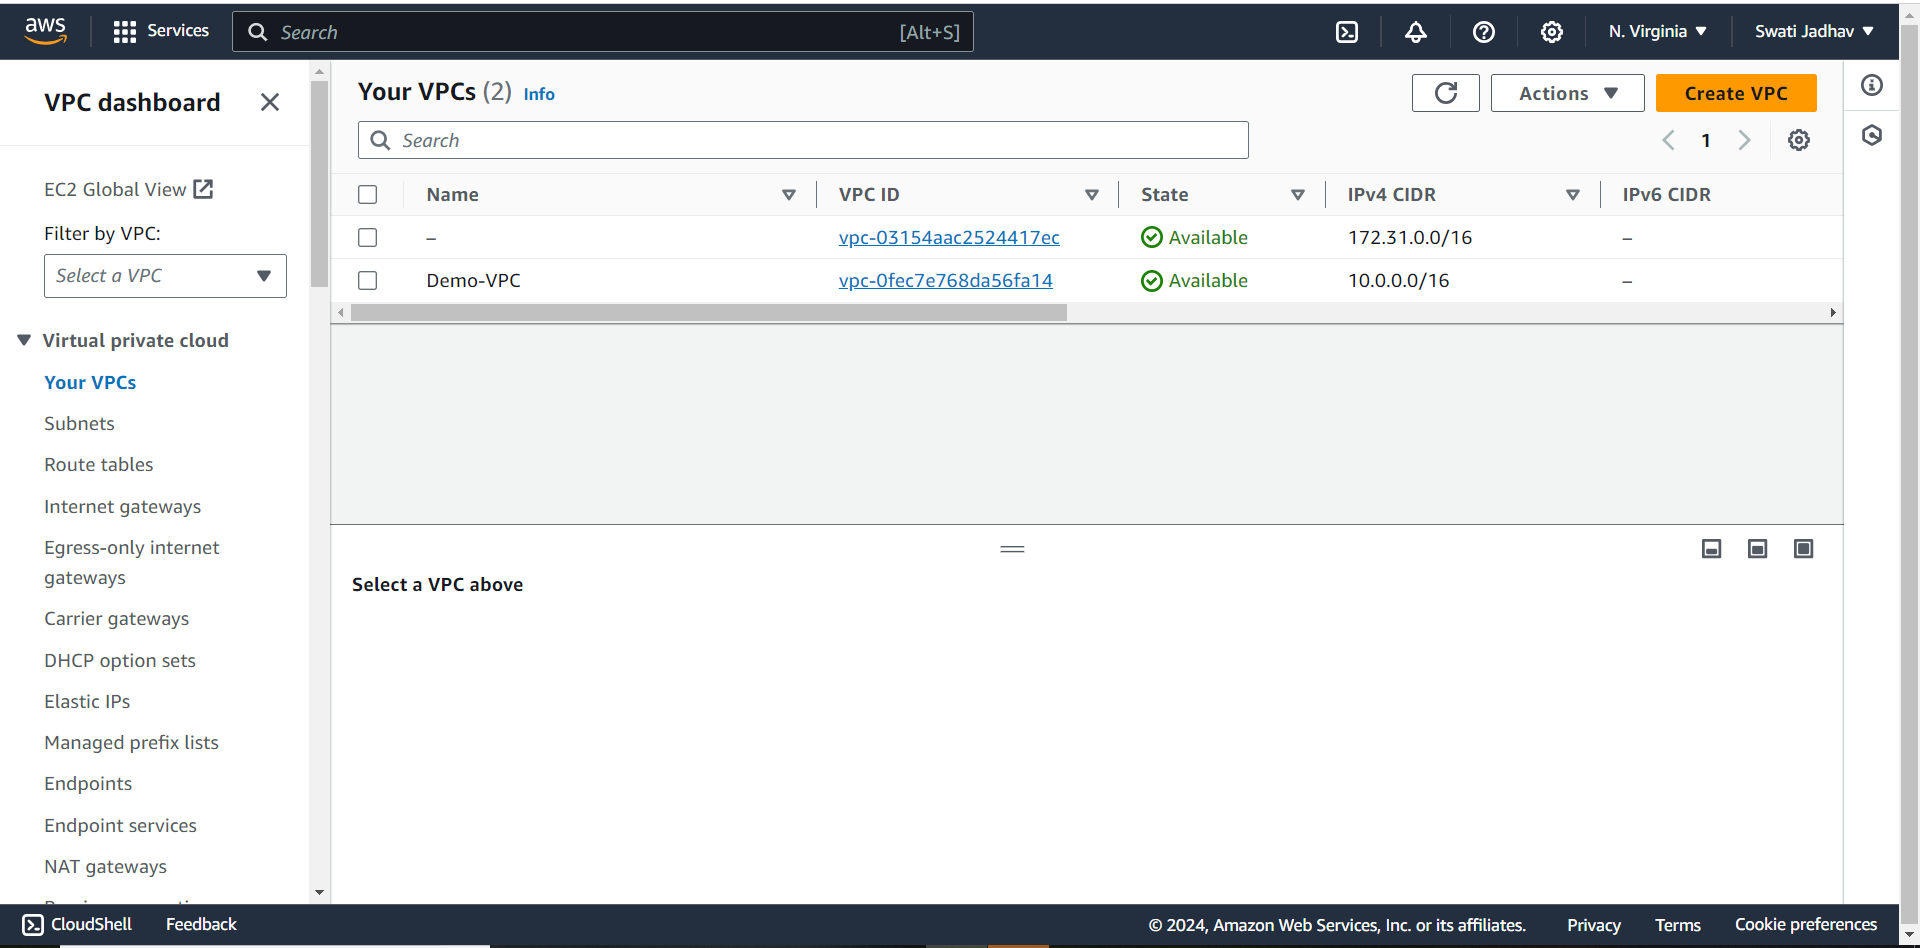 aws
Services
Search [Alt+S]
N. Virginia
Swati Jadhav
VPC dashboard
EC2 Global View
Filter by VPC:
Select a VPC
Virtual private cloud
Your VPCs
Subnets
Route tables
Internet gateways
Egress-only internet
gateways
Carrier gateways
DHCP option sets
Elastic IPs
Managed prefix lists
Endpoints
Endpoint services
NAT gateways
Your VPCs (2) Info
Actions
Create VPC
Search
1
Name VPC ID State IPv4 CIDR IPv6 CIDR
– vpc-03154aac2524417ec Available 172.31.0.0/16 –
Demo-VPC vpc-0fec7e768da56fa14 Available 10.0.0.0/16 –
Select a VPC above
CloudShell Feedback © 2024, Amazon Web Services, Inc. or its affiliates. Privacy Terms Cookie preferences